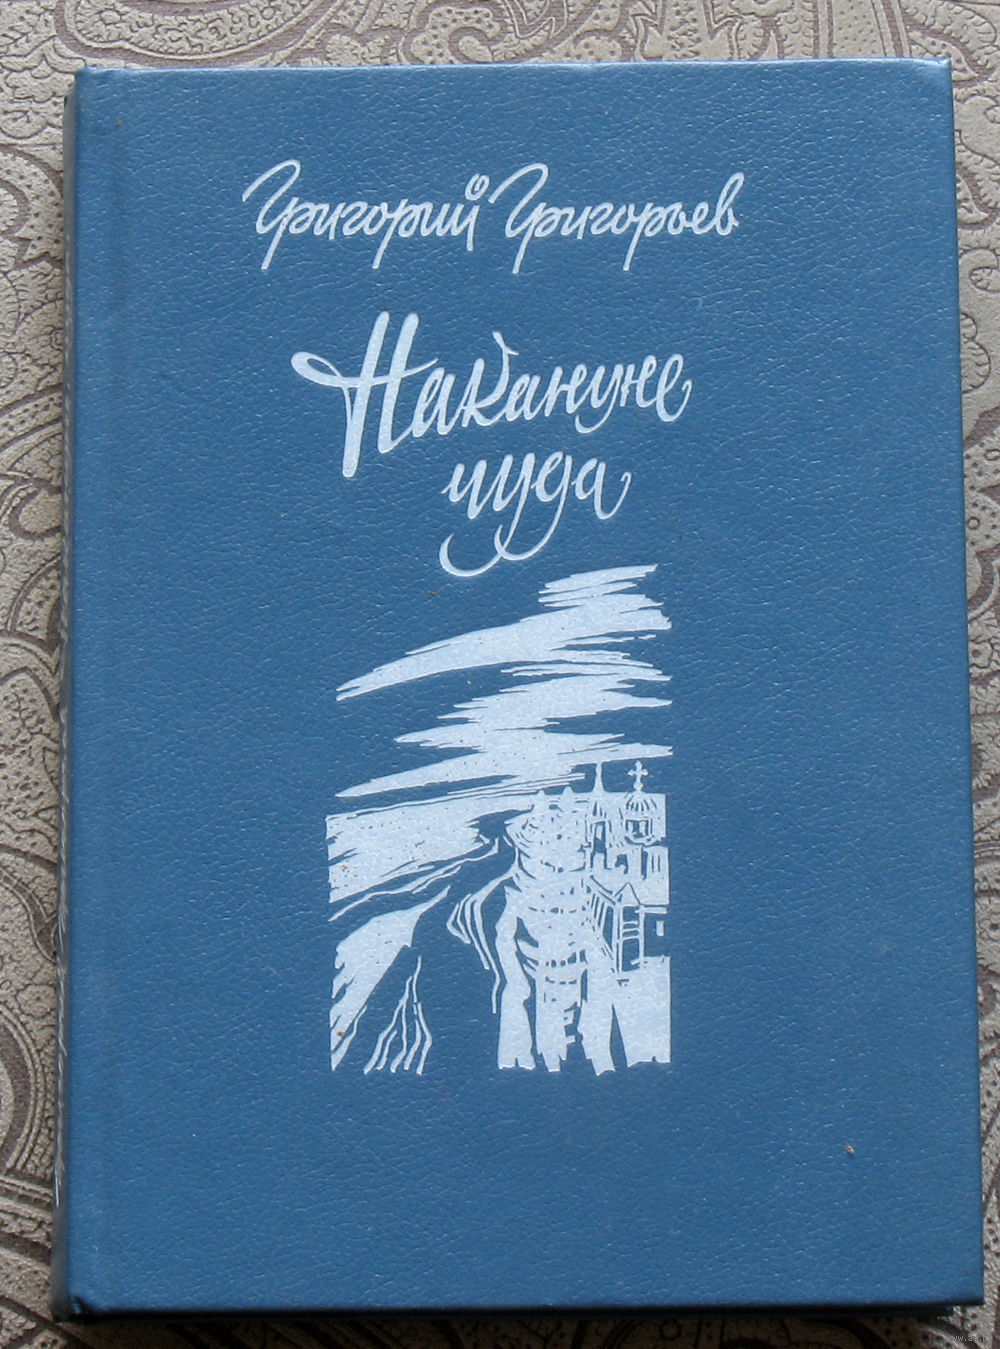 Григорий Григорьев
Накануне
чуда